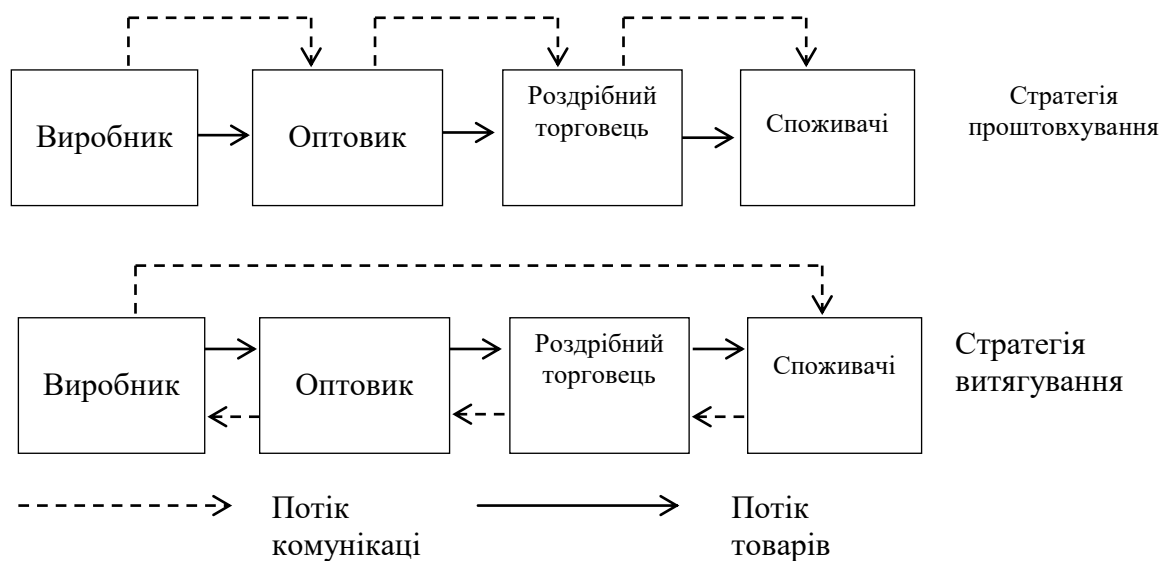 Виробник
Оптовик
Роздрібний
торговець
Споживачі
Стратегія
проштовхування
Виробник
Оптовик
Роздрібний
торговець
Споживачі
Стратегія
витягування
Потік
комунікаці
Потік
товарів